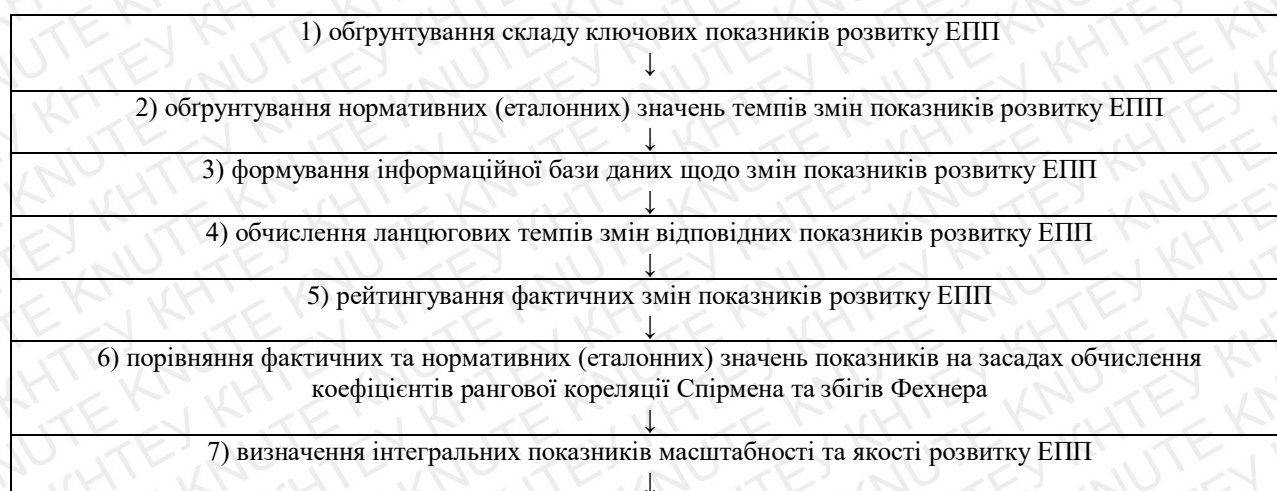 1) обґрунтування складу ключових показників розвитку ЕПП
↓
2) обґрунтування нормативних (еталонних) значень темпів змін показників розвитку ЕПП
↓
3) формування інформаційної бази даних щодо змін показників розвитку ЕПП
↓
4) обчислення ланцюгових темпів змін відповідних показників розвитку ЕПП
↓
5) рейтингування фактичних змін показників розвитку ЕПП
↓
6) порівняння фактичних та нормативних (еталонних) значень показників на засадах обчислення
коефіцієнтів рангової кореляції Спірмена та збігів Фехнера
↓
7) визначення інтегральних показників масштабності та якості розвитку ЕПП
↓